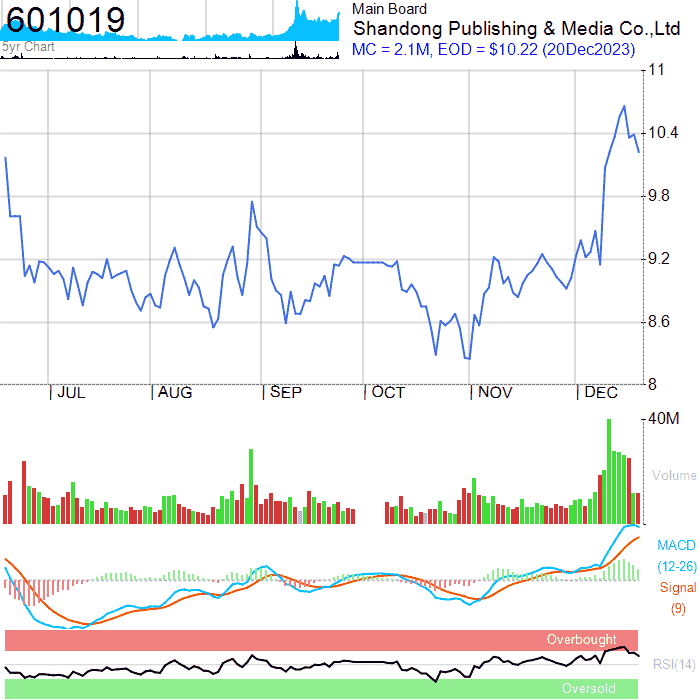 601019
5yr Chart
Main Board
Shandong Publishing & Media Co.,Ltd
MC = 2.1M, EOD = $10.22 (20Dec2023)
11
10.4
9.8
9.2
8.6
8
JUL AUG SEP OCT NOV DEC
40M
Volume
MACD
(12-26)
Signal
(9)
Overbought
RSI(14)
Oversold